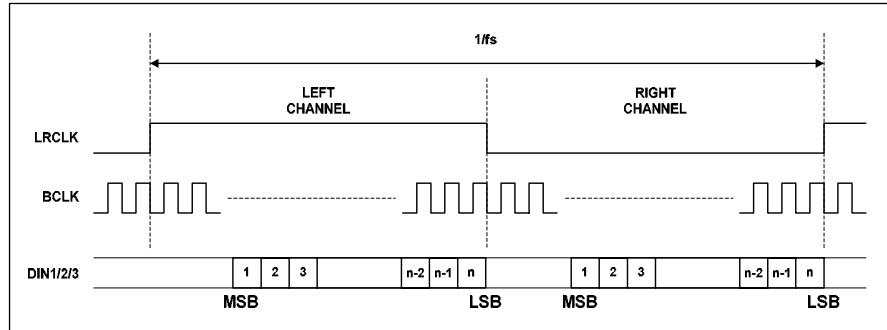 1/fs
LEFT
CHANNEL
RIGHT
CHANNEL
LRCLK
BCLK
DIN1/2/3 1 2 3 n-2 n-1 n 1 2 3 n-2 n-1 n
MSB LSB MSB LSB